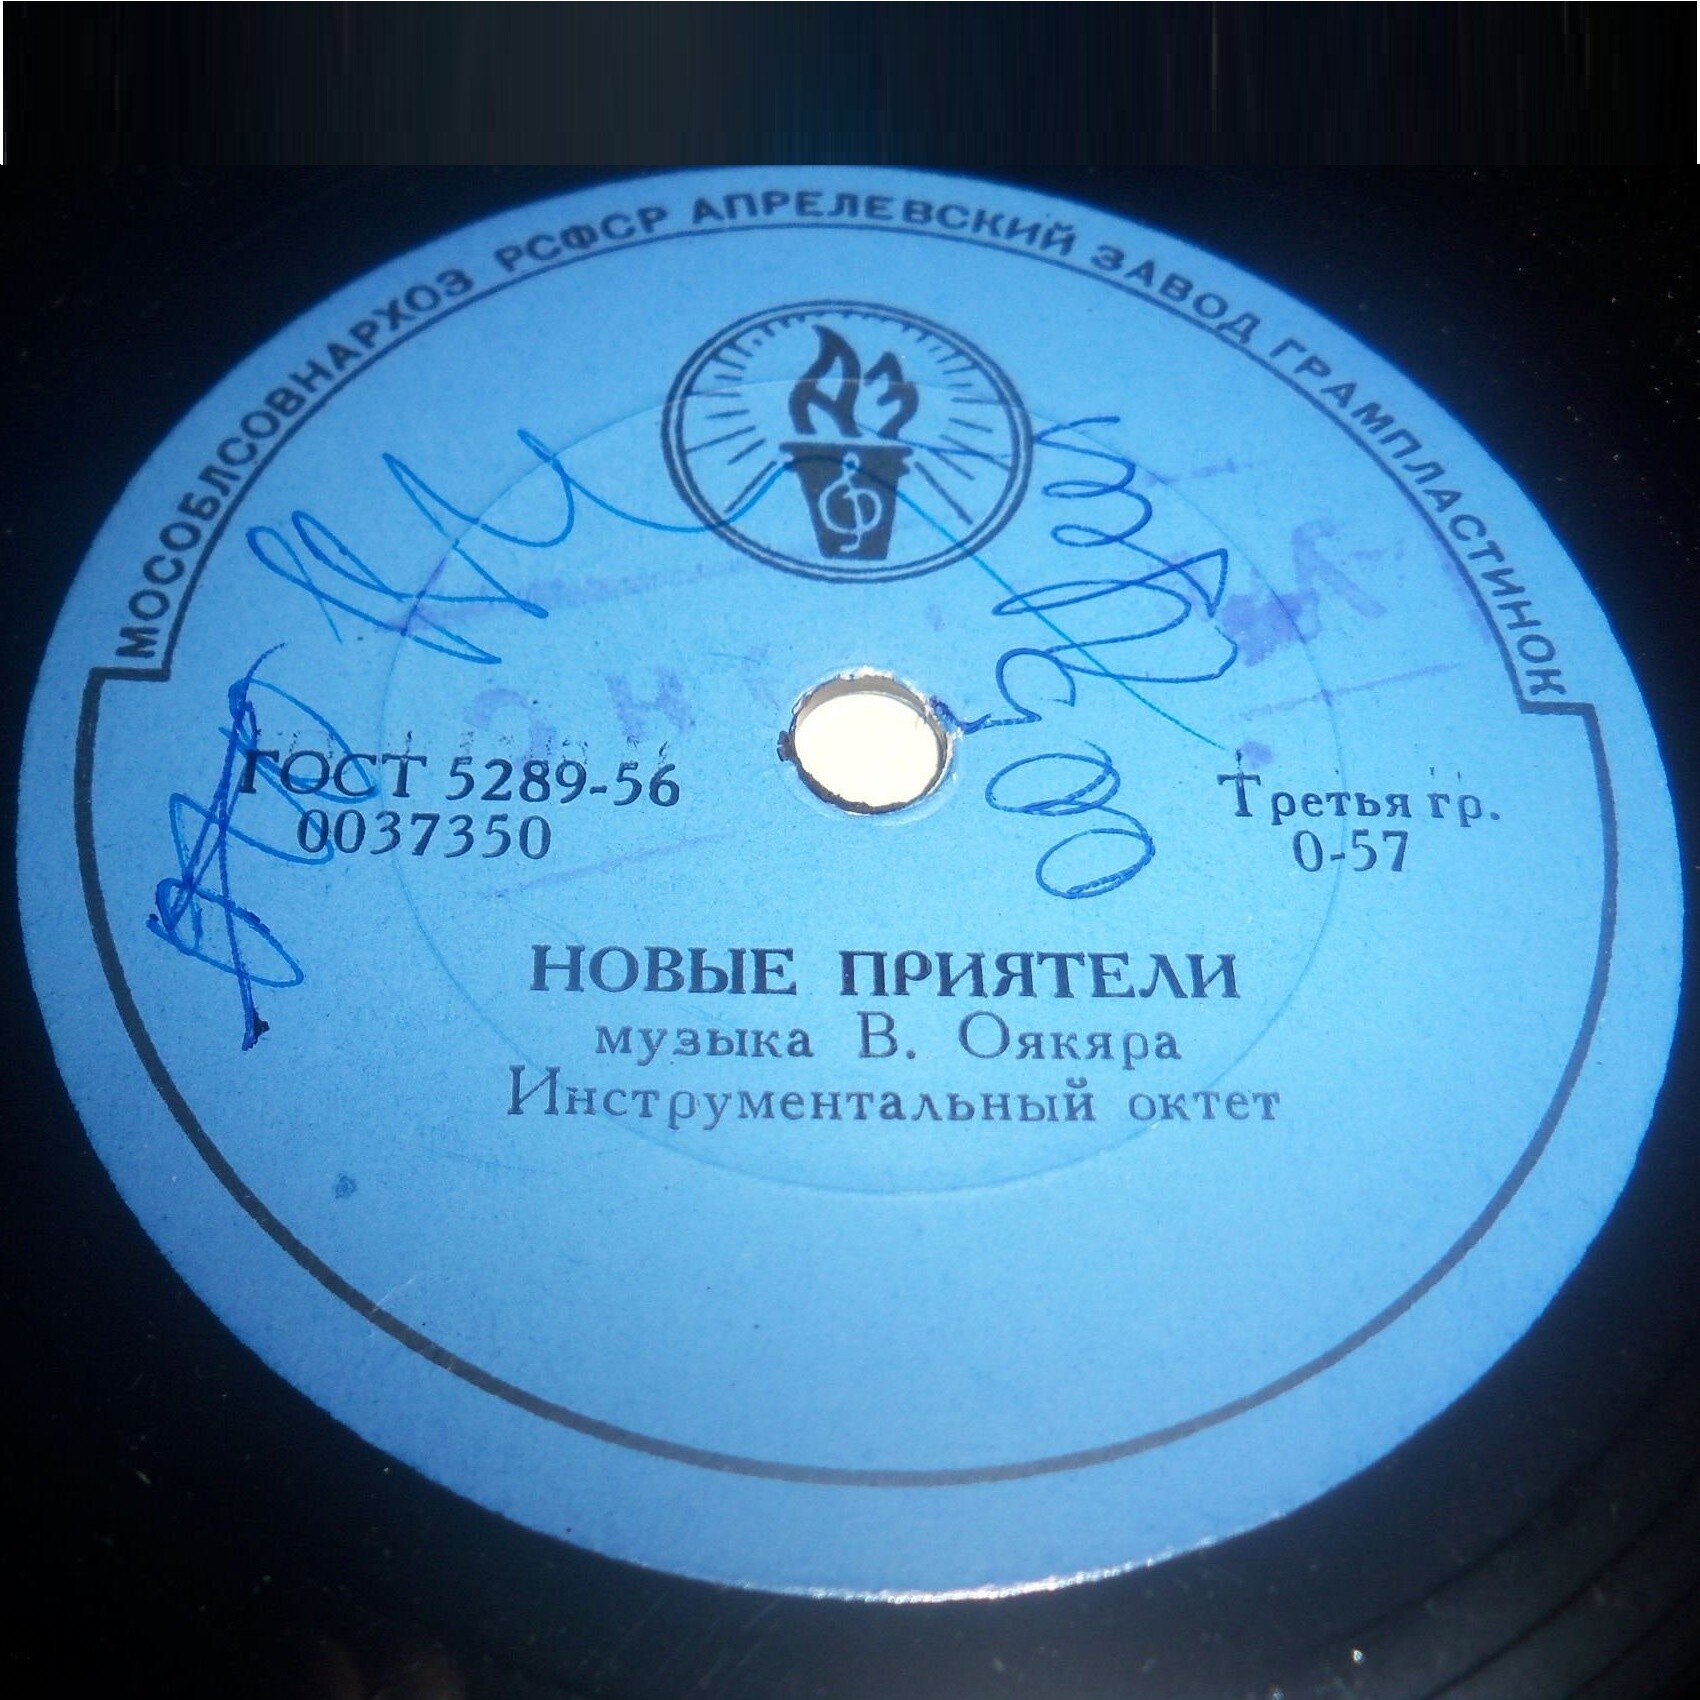 МОСОБЛСОВНАРХОЗ РСФСР АПРЕЛЕВСКИЙ ЗАВОД ГРАМПЛАСТИНОК
АЗ
ГОСТ 5289-56
0037350
Третья гр.
0-57
НОВЫЕ ПРИЯТЕЛИ
музыка В. Оякяра
Инструментальный октет